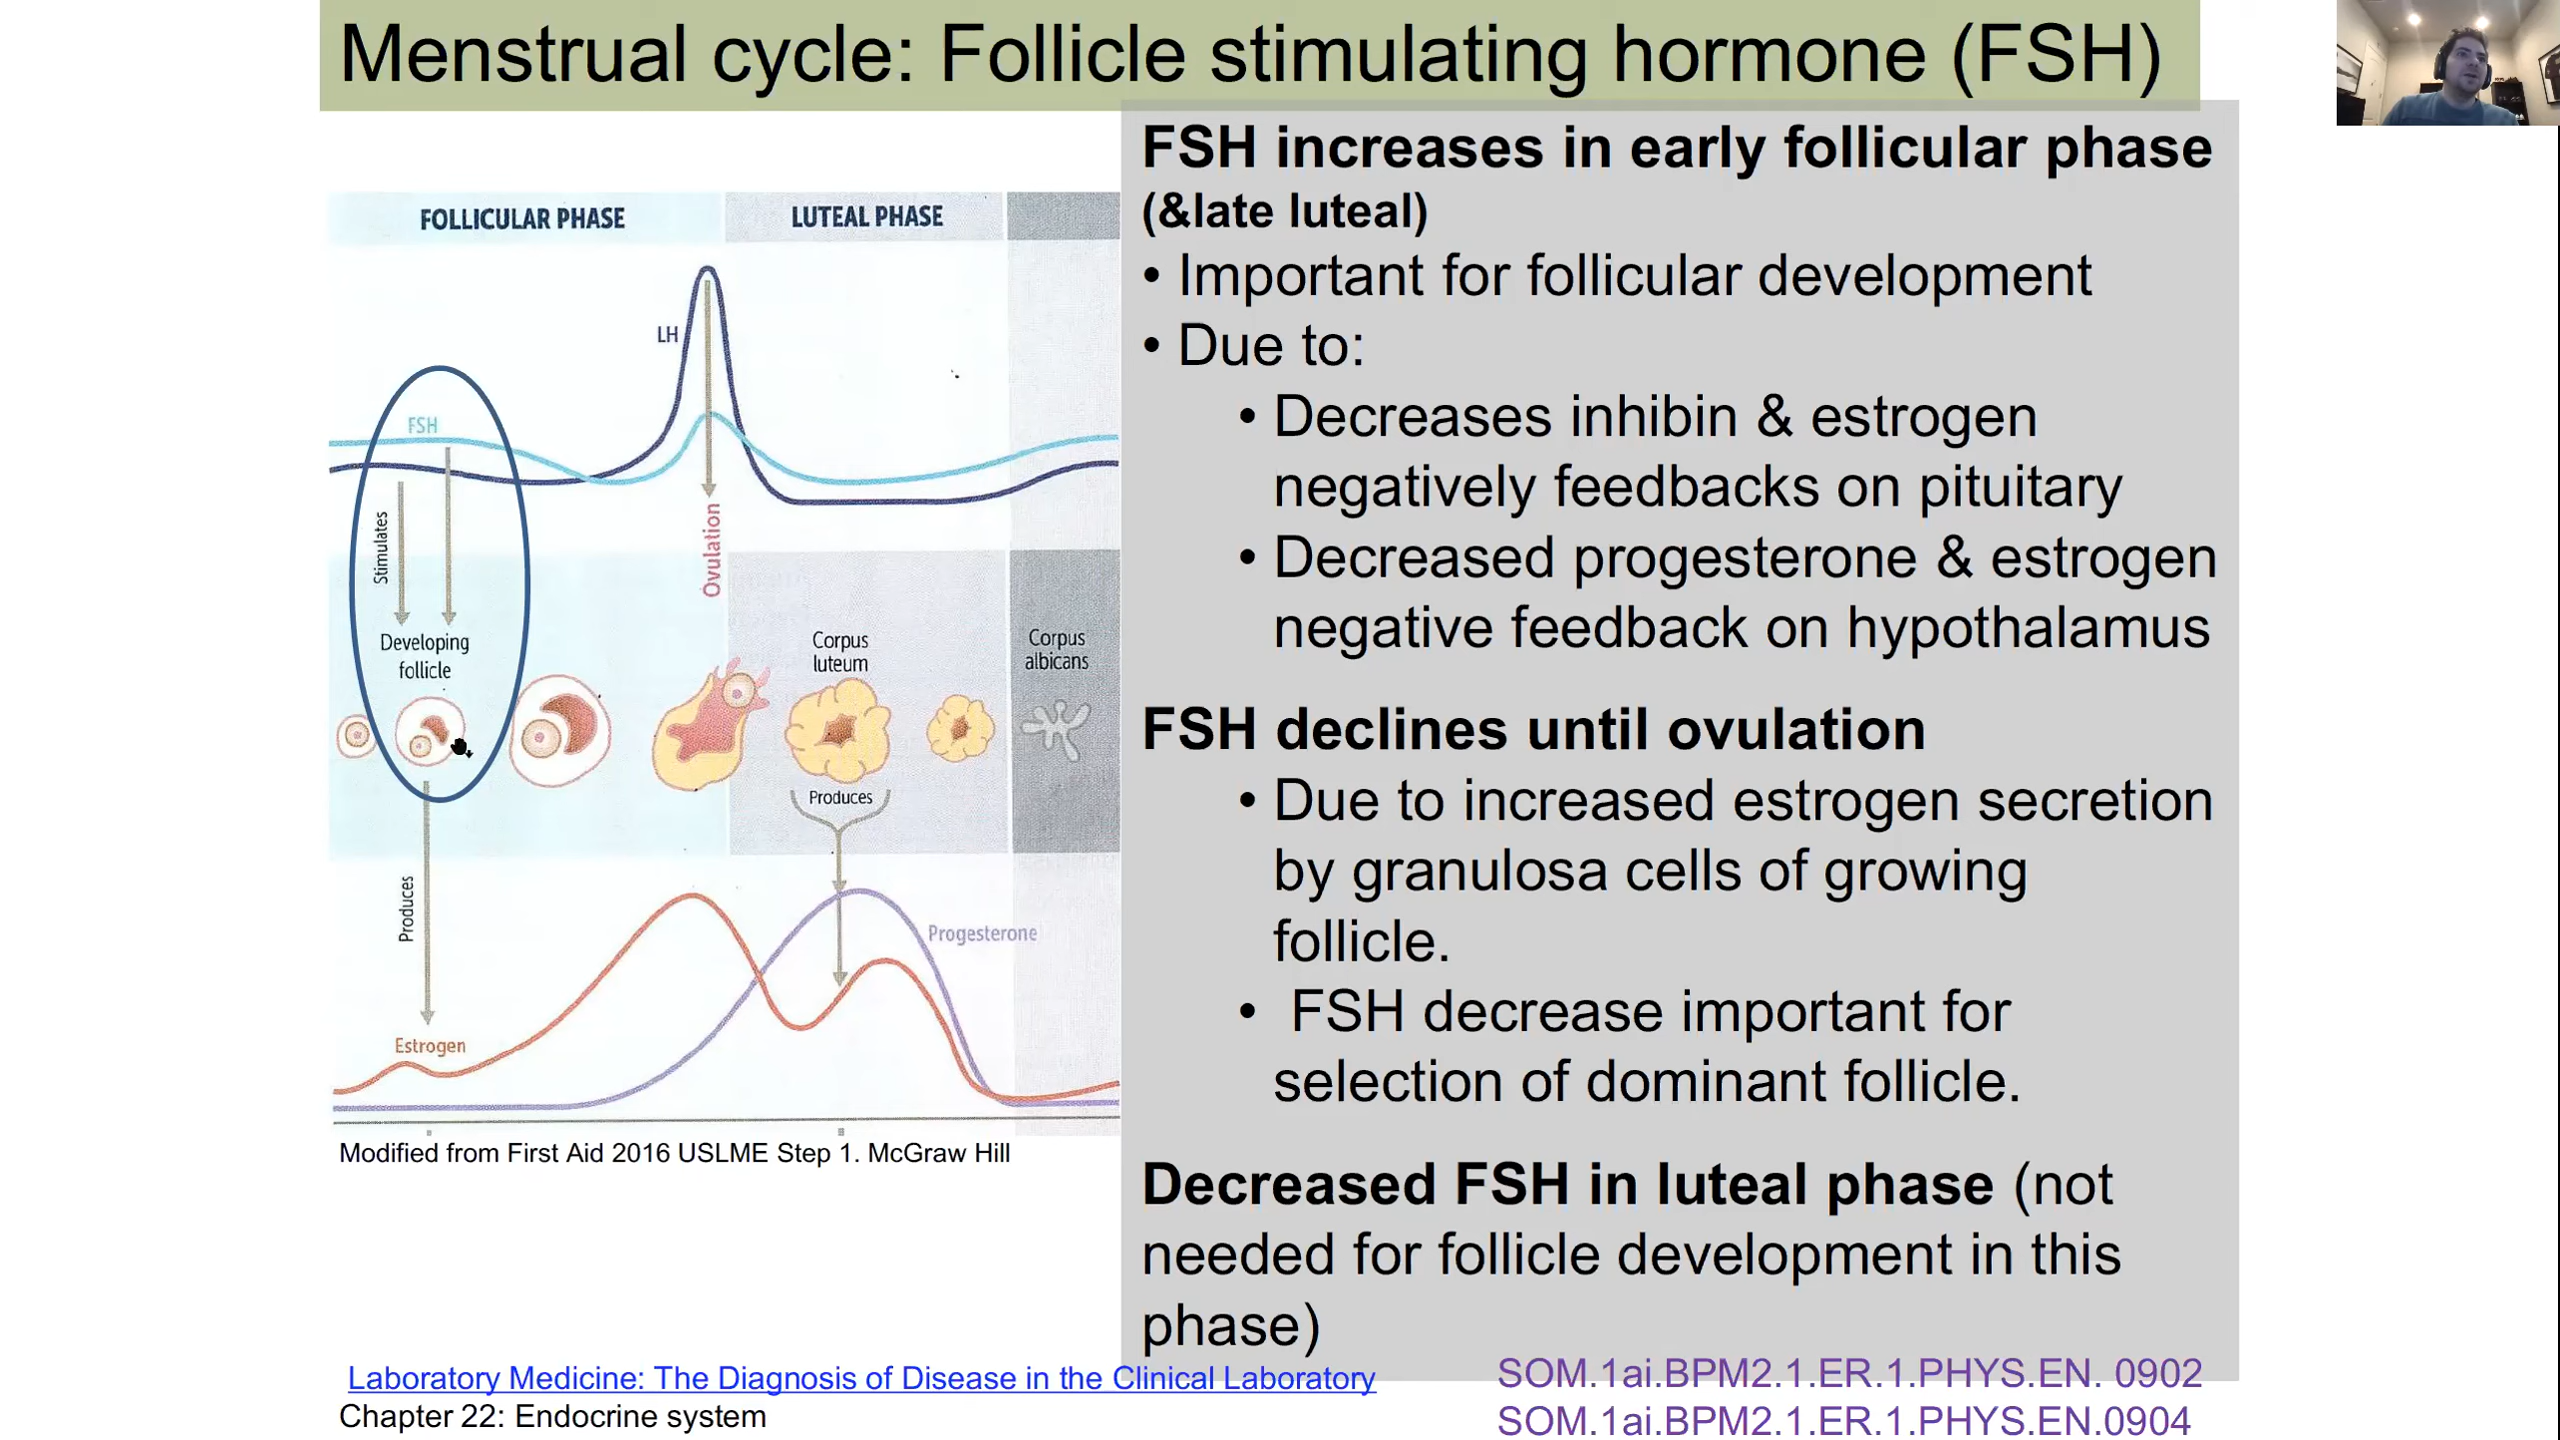 Menstrual cycle: Follicle stimulating hormone (FSH)
FOLLICULAR PHASE
LUTEAL PHASE
LH
FSH
Stimulates
Ovulation
Developing
follicle
Corpus
luteum
Corpus
albicans
Produces
Produces
Progesterone
Estrogen
Modified from First Aid 2016 USLME Step 1. McGraw Hill
FSH increases in early follicular phase
(&late luteal)
• Important for follicular development
• Due to:
• Decreases inhibin & estrogen
negatively feedbacks on pituitary
• Decreased progesterone & estrogen
negative feedback on hypothalamus
FSH declines until ovulation
• Due to increased estrogen secretion
by granulosa cells of growing
follicle.
• FSH decrease important for
selection of dominant follicle.
Decreased FSH in luteal phase (not
needed for follicle development in this
phase)
Laboratory Medicine: The Diagnosis of Disease in the Clinical Laboratory
Chapter 22: Endocrine system
SOM.1ai.BPM2.1.ER.1.PHYS.EN. 0902
SOM.1ai.BPM2.1.ER.1.PHYS.EN.0904